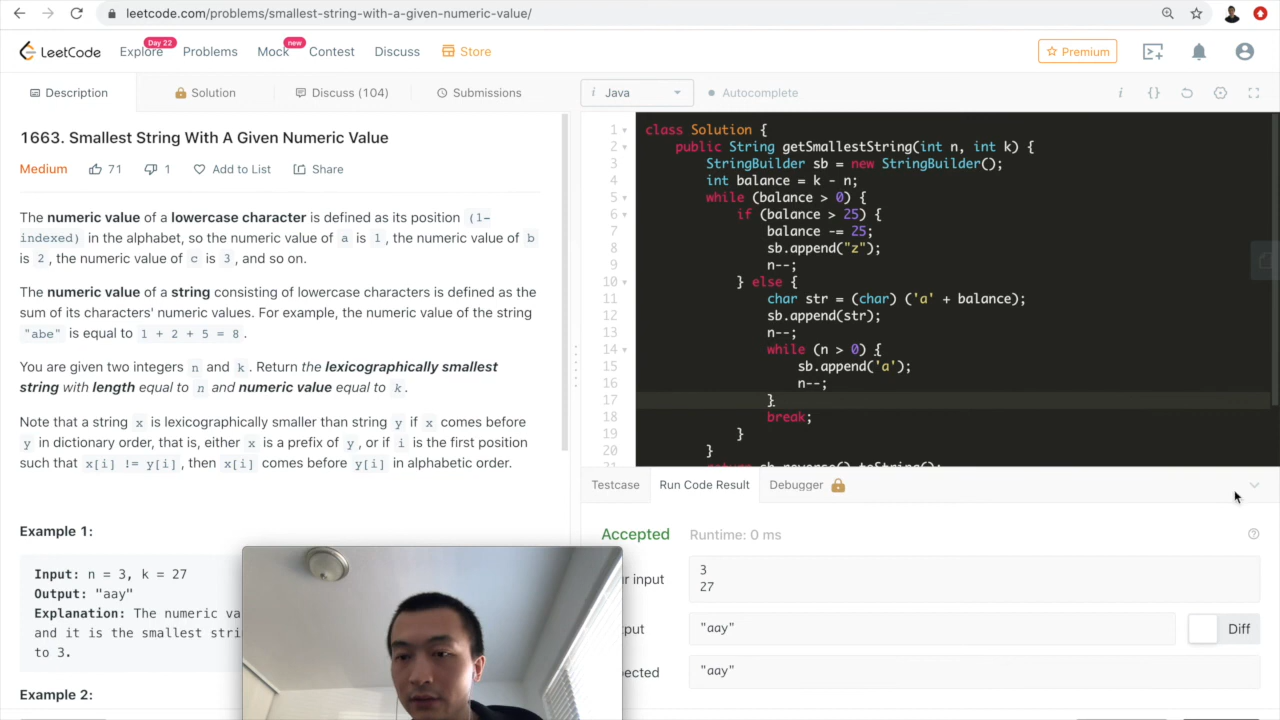 leetcode.com/problems/smallest-string-with-a-given-numeric-value/
LeetCode
Explore
Day 22
Problems
Mock
new
Contest
Discuss
Store
Premium
Description
Solution
Discuss (104)
Submissions
i Java
Autocomplete
1663. Smallest String With A Given Numeric Value
Medium
71
1
Add to List
Share
The numeric value of a lowercase character is defined as its position (1-
indexed) in the alphabet, so the numeric value of a is 1, the numeric value of b
is 2, the numeric value of c is 3, and so on.
The numeric value of a string consisting of lowercase characters is defined as the
sum of its characters' numeric values. For example, the numeric value of the string
"abe" is equal to 1 + 2 + 5 = 8.
You are given two integers n and k. Return the lexicographically smallest
string with length equal to n and numeric value equal to k.
Note that a string x is lexicographically smaller than string y if x comes before
y in dictionary order, that is, either x is a prefix of y, or if i is the first position
such that x[i] != y[i], then x[i] comes before y[i] in alphabetic order.
Example 1:
Input: n = 3, k = 27
Output: "aay"
Explanation: The numeric va
and it is the smallest stri
to 3.
Example 2:
1 class Solution {
2 public String getSmallestString(int n, int k) {
3 StringBuilder sb = new StringBuilder();
4 int balance = k - n;
5 while (balance > 0) {
6 if (balance > 25) {
7 balance -= 25;
8 sb.append("z");
9 n--;
10 } else {
11 char str = (char) ('a' + balance);
12 sb.append(str);
13 n--;
14 while (n > 0) {
15 sb.append('a');
16 n--;
17 }
18 break;
19 }
20 }
21 return sb.reverse().toString();
Testcase
Run Code Result
Debugger
Accepted
Runtime: 0 ms
r input
3
27
put
"aay"
Diff
ected
"aay"